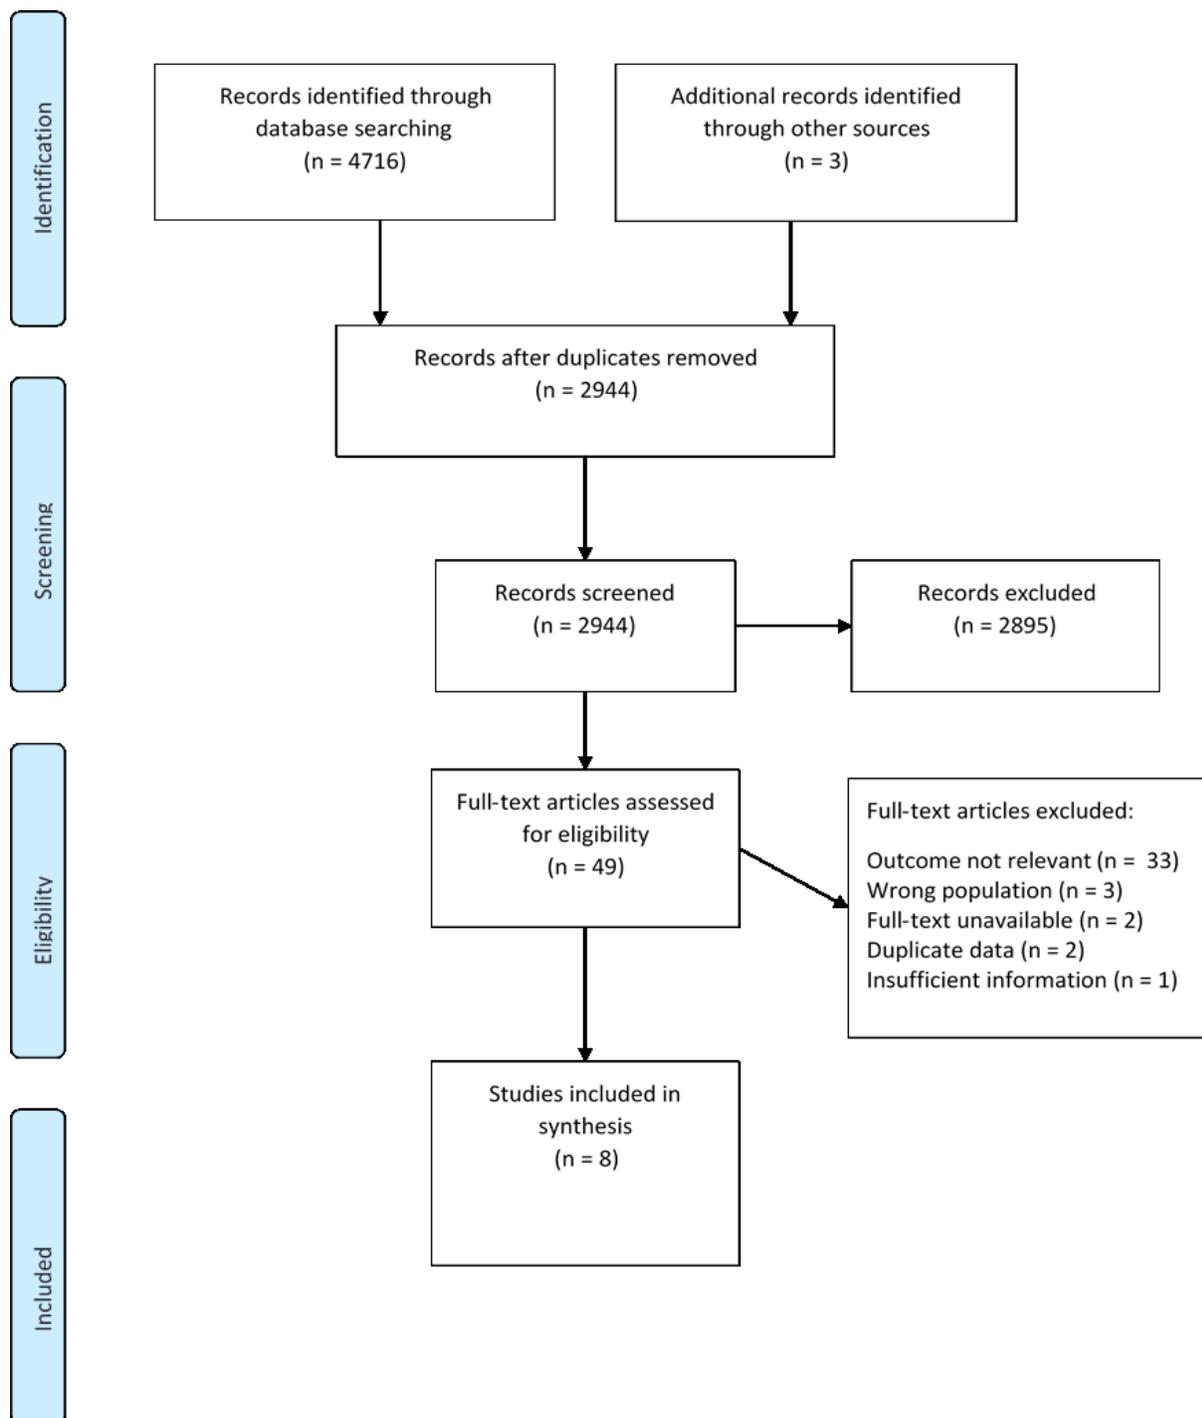 Identification
Records identified through
database searching
(n = 4716)
Additional records identified
through other sources
(n = 3)
Records after duplicates removed
(n = 2944)
Screening
Records screened
(n = 2944)
Records excluded
(n = 2895)
Eligibility
Full-text articles assessed
for eligibility
(n = 49)
Full-text articles excluded:
Outcome not relevant (n =  33)
Wrong population (n = 3)
Full-text unavailable (n = 2)
Duplicate data (n = 2)
Insufficient information (n = 1)
Included
Studies included in
synthesis
(n = 8)